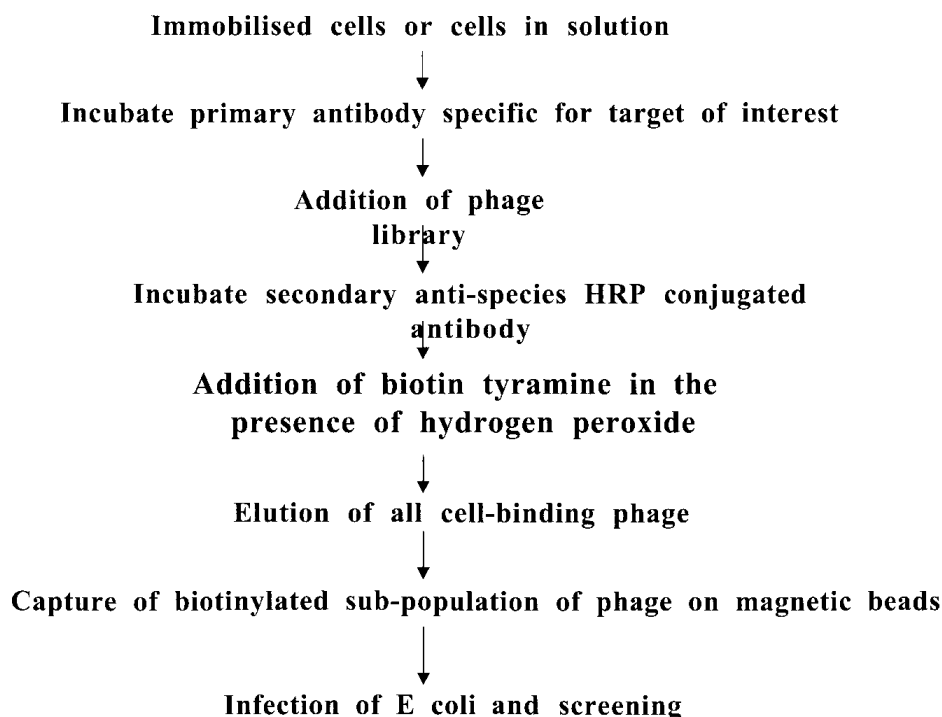 Immobilised cells or cells in solution
Incubate primary antibody specific for target of interest
Addition of phage
library
Incubate secondary anti-species HRP conjugated
antibody
Addition of biotin tyramine in the
presence of hydrogen peroxide
Elution of all cell-binding phage
Capture of biotinylated sub-population of phage on magnetic beads
Infection of E coli and screening